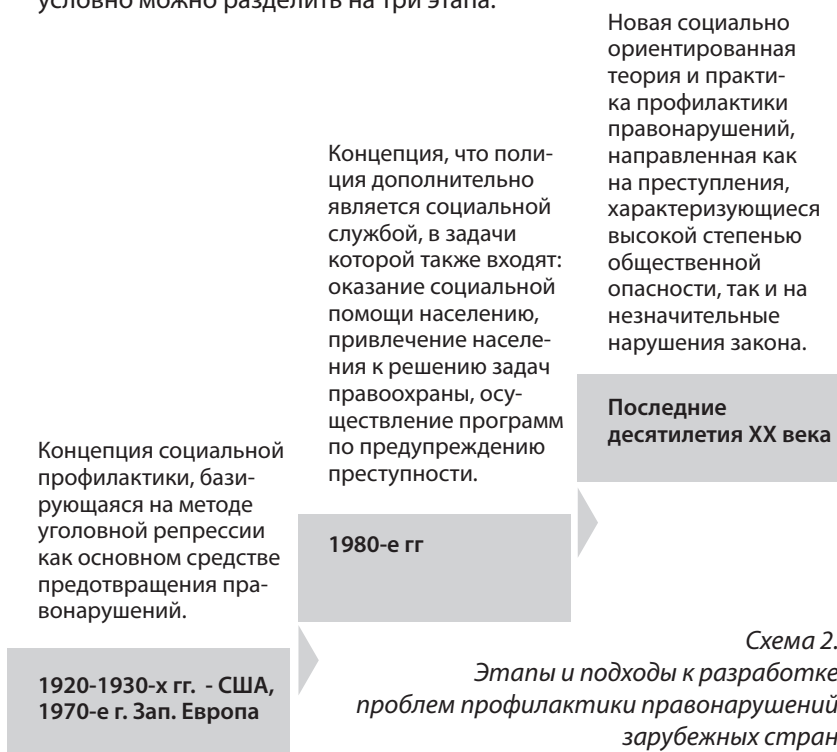 условно можно разделить на три этапа.
Концепция социальной
профилактики, бази-
рующаяся на методе
уголовной репрессии
как основном средстве
предотвращения пра-
вонарушений.
1920-1930-х гг. - США,
1970-е г. Зап. Европа
Концепция, что поли-
ция дополнительно
является социальной
службой, в задачи
которой также входят:
оказание социальной
помощи населению,
привлечение населе-
ния к решению задач
правоохраны, осу-
ществление программ
по предупреждению
преступности.
1980-е гг
Новая социально
ориентированная
теория и практи-
ка профилактики
правонарушений,
направленная как
на преступления,
характеризующиеся
высокой степенью
общественной
опасности, так и на
незначительные
нарушения закона.
Последние
десятилетия XX века
Схема 2.
Этапы и подходы к разработке
проблем профилактики правонарушений
зарубежных стран